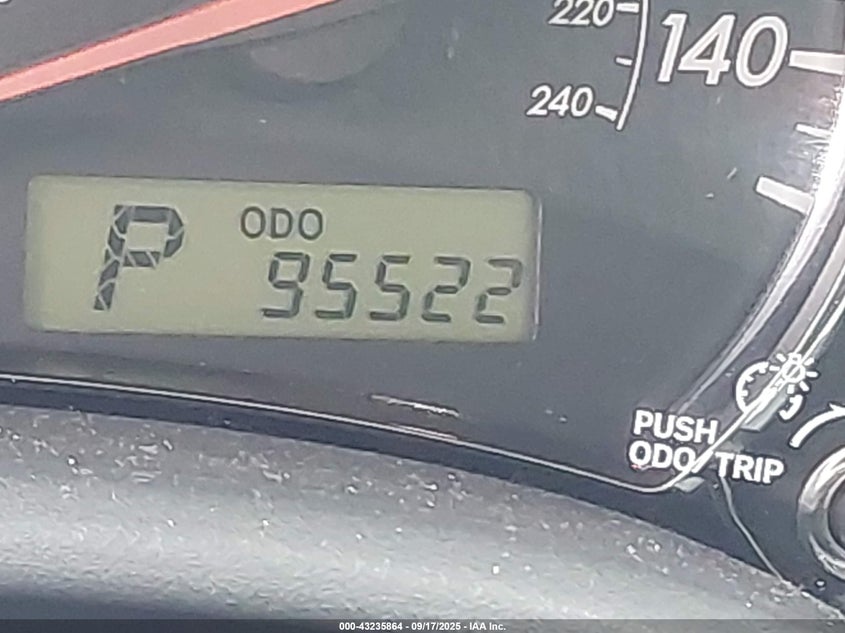 220
140
240
P
ODO
95522
PUSH
ODO/TRIP
000-43235864 - 09/17/2025 - IAA Inc.